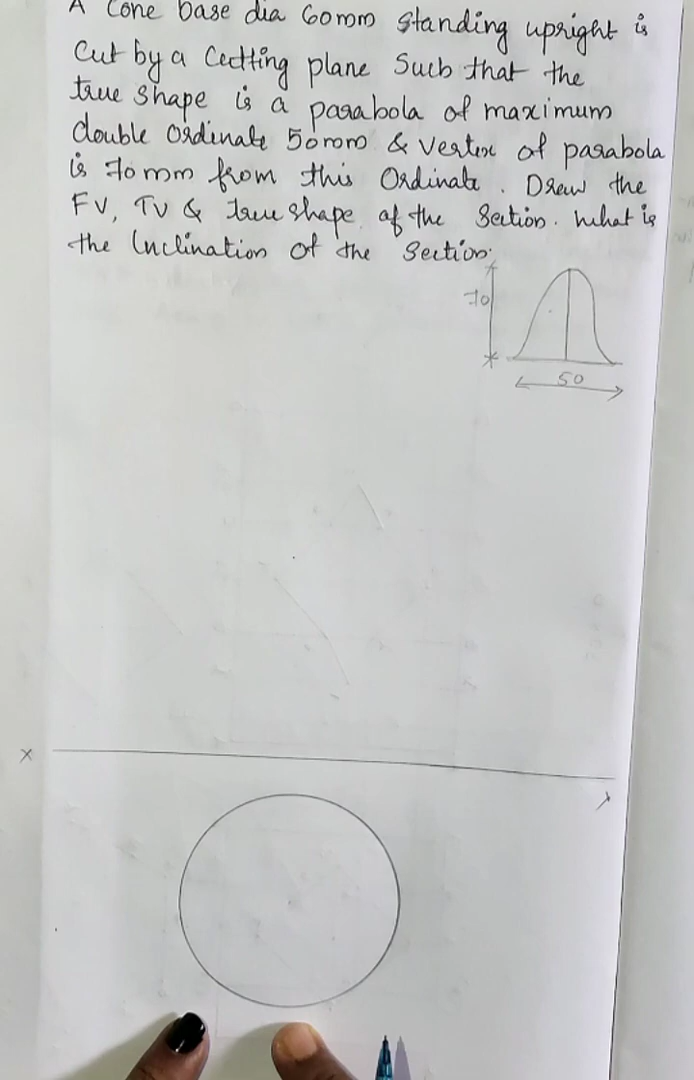 A Cone base dia 60mm standing upright is
Cut by a Cutting plane Such that the
true shape is a parabola of maximum
double Ordinate 50mm & Vertex of parabola
is 70mm from this Ordinate. Draw the
FV, TV & true shape of the Section. What is
the Inclination of the Section.
70
50
X
Y